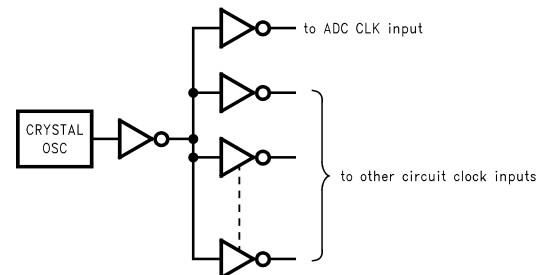 to ADC CLK input
CRYSTAL
OSC
to other circuit clock inputs